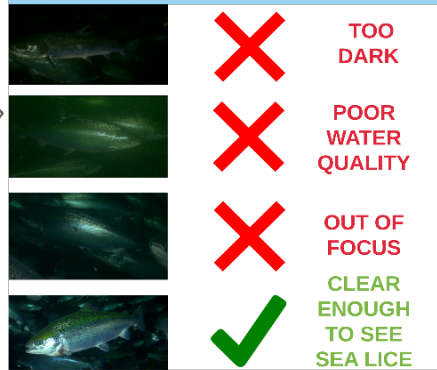 TOO
DARK
POOR
WATER
QUALITY
OUT OF
FOCUS
CLEAR
ENOUGH
TO SEE
SEA LICE